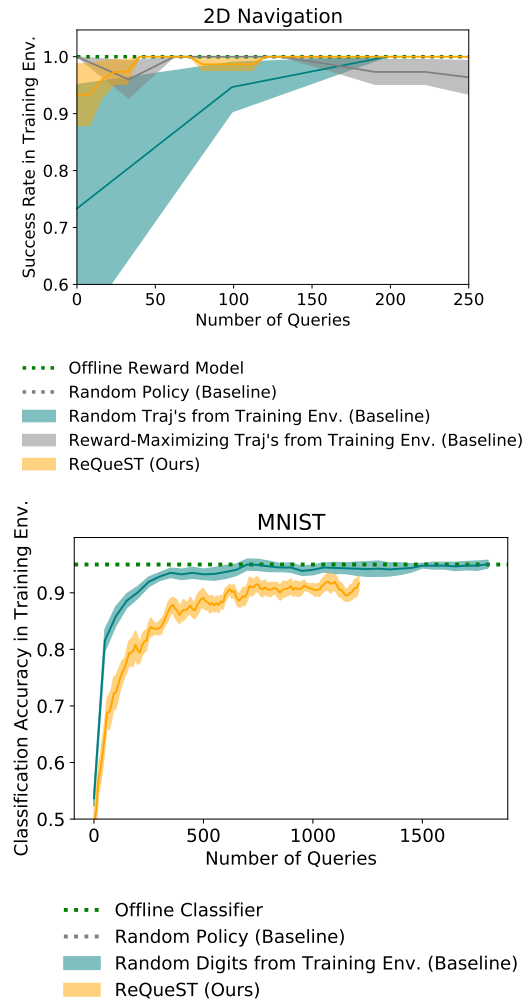 2D Navigation
Success Rate in Training Env.
1.0
0.9
0.8
0.7
0.6
0 50 100 150 200 250
Number of Queries
Offline Reward Model
Random Policy (Baseline)
Random Traj's from Training Env. (Baseline)
Reward-Maximizing Traj's from Training Env. (Baseline)
ReQueST (Ours)
MNIST
Classification Accuracy in Training Env.
0.9
0.8
0.7
0.6
0.5
0 500 1000 1500
Number of Queries
Offline Classifier
Random Policy (Baseline)
Random Digits from Training Env. (Baseline)
ReQueST (Ours)